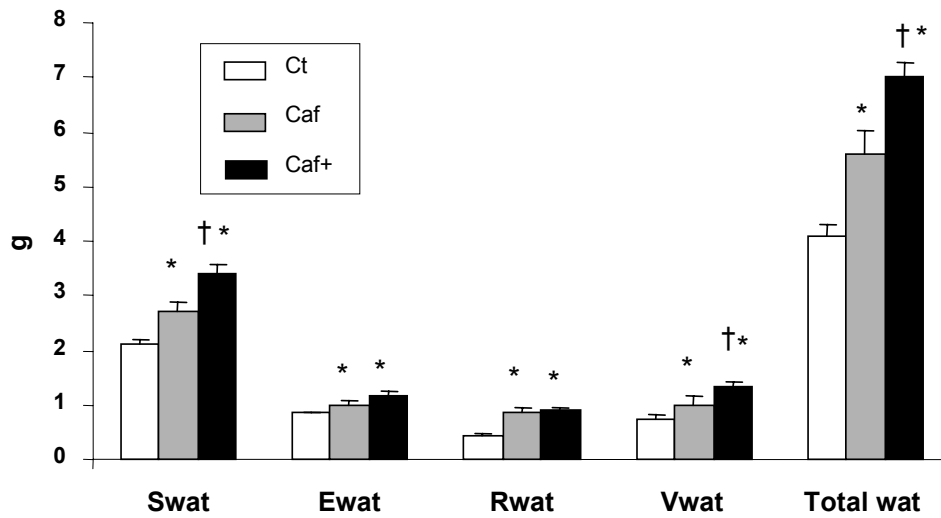 8
7
6
5
4
3
2
1
0
g
Ct
Caf
Caf+
* † *
* *
* *
* †*
* † *
Swat Ewat Rwat Vwat Total wat